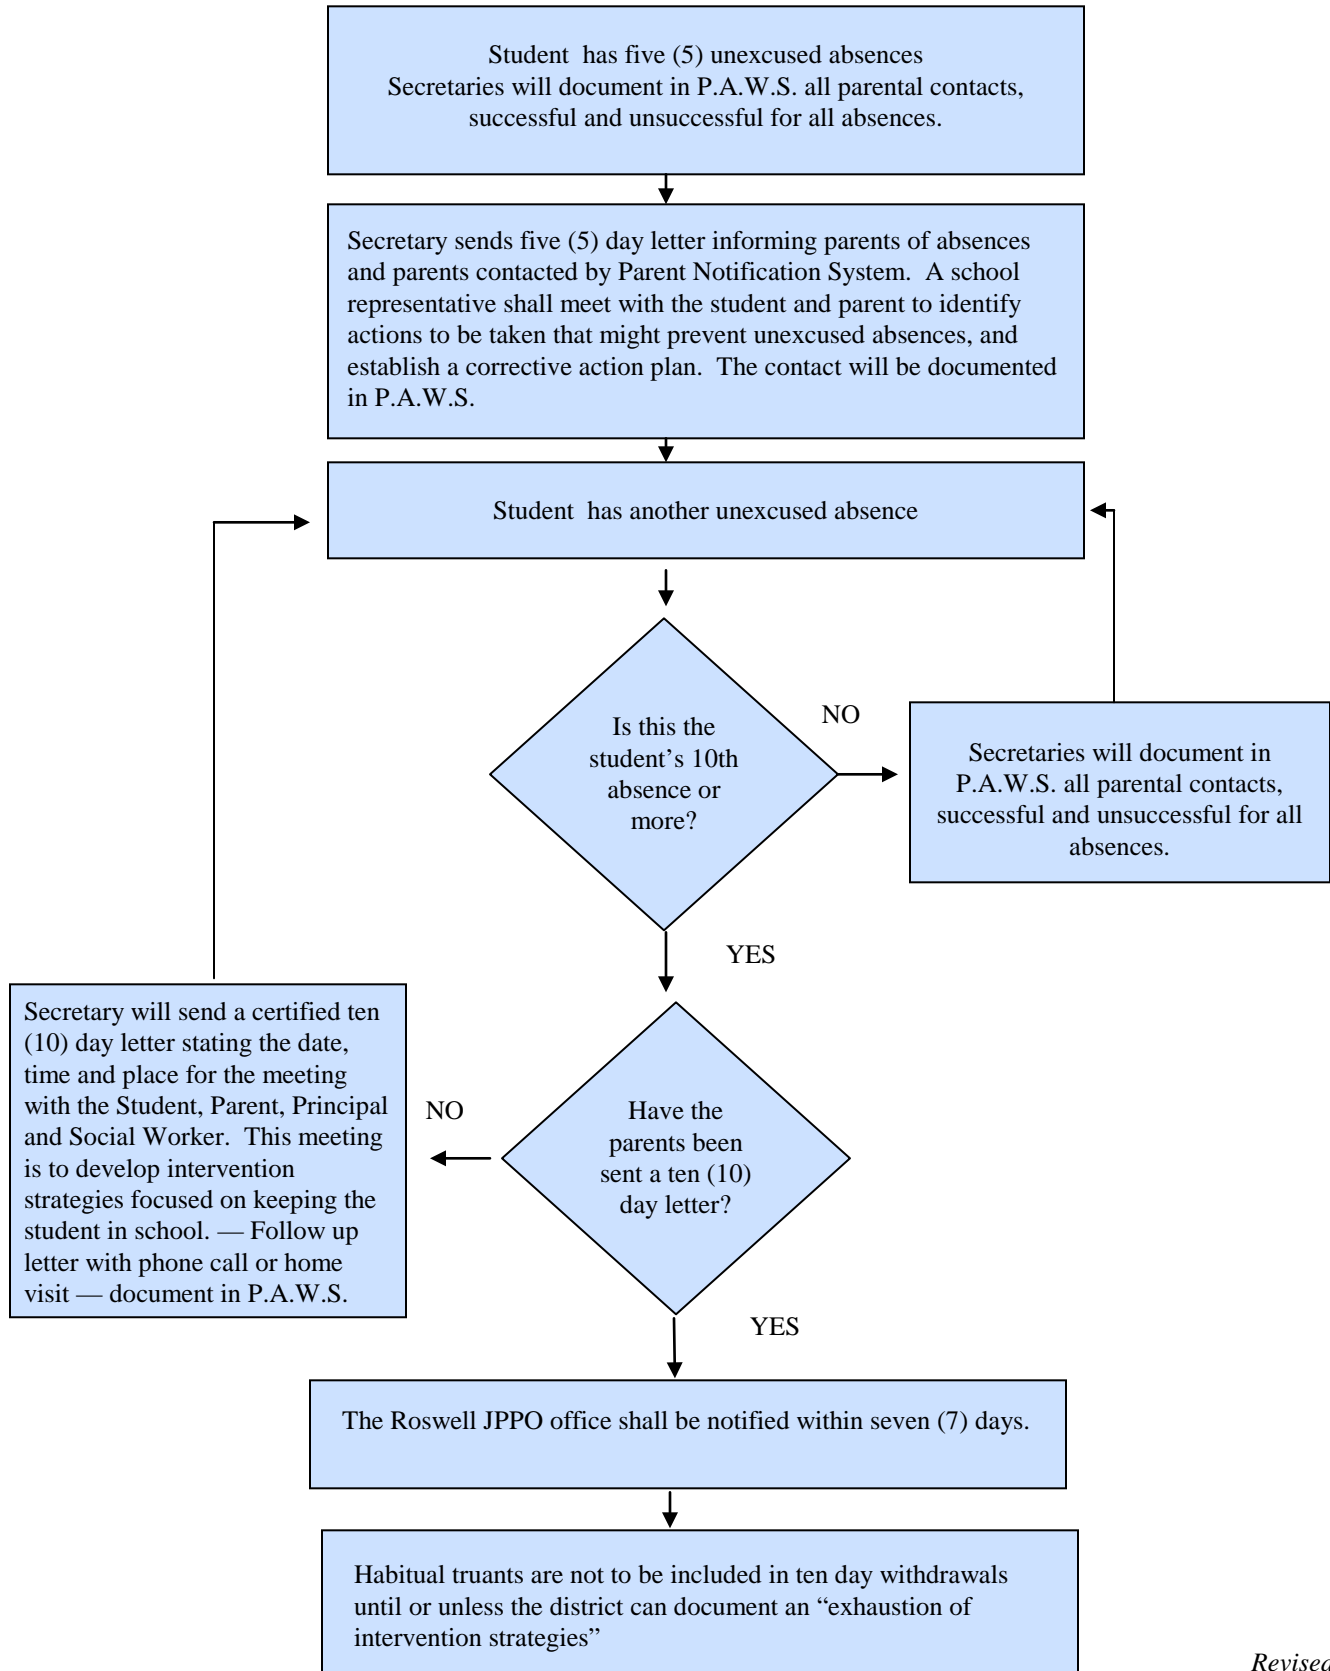 Student  has five (5) unexcused absences
Secretaries will document in P.A.W.S. all parental contacts,
successful and unsuccessful for all absences.
Secretary sends five (5) day letter informing parents of absences
and parents contacted by Parent Notification System.  A school
representative shall meet with the student and parent to identify
actions to be taken that might prevent unexcused absences, and
establish a corrective action plan.  The contact will be documented
in P.A.W.S.
Student  has another unexcused absence
Is this the
student’s 10th
absence or
more?
NO
Secretaries will document in
P.A.W.S. all parental contacts,
successful and unsuccessful for all
absences.
YES
Have the
parents been
sent a ten (10)
day letter?
NO
Secretary will send a certified ten
(10) day letter stating the date,
time and place for the meeting
with the Student, Parent, Principal
and Social Worker.  This meeting
is to develop intervention
strategies focused on keeping the
student in school. — Follow up
letter with phone call or home
visit — document in P.A.W.S.
YES
The Roswell JPPO office shall be notified within seven (7) days.
Habitual truants are not to be included in ten day withdrawals
until or unless the district can document an “exhaustion of
intervention strategies”
Revised